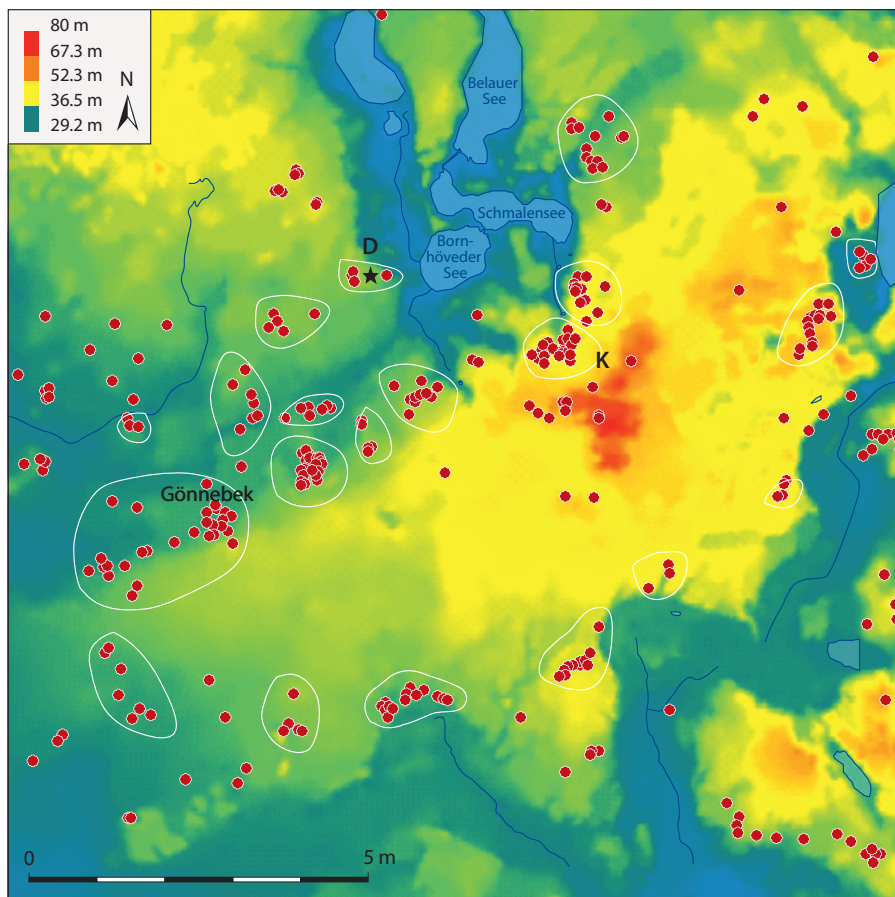 80 m
67.3 m
52.3 m
36.5 m
29.2 m
N
Belauer
See
Schmalensee
Born-
höveder
See
D
K
Gönnebek
0
5 m